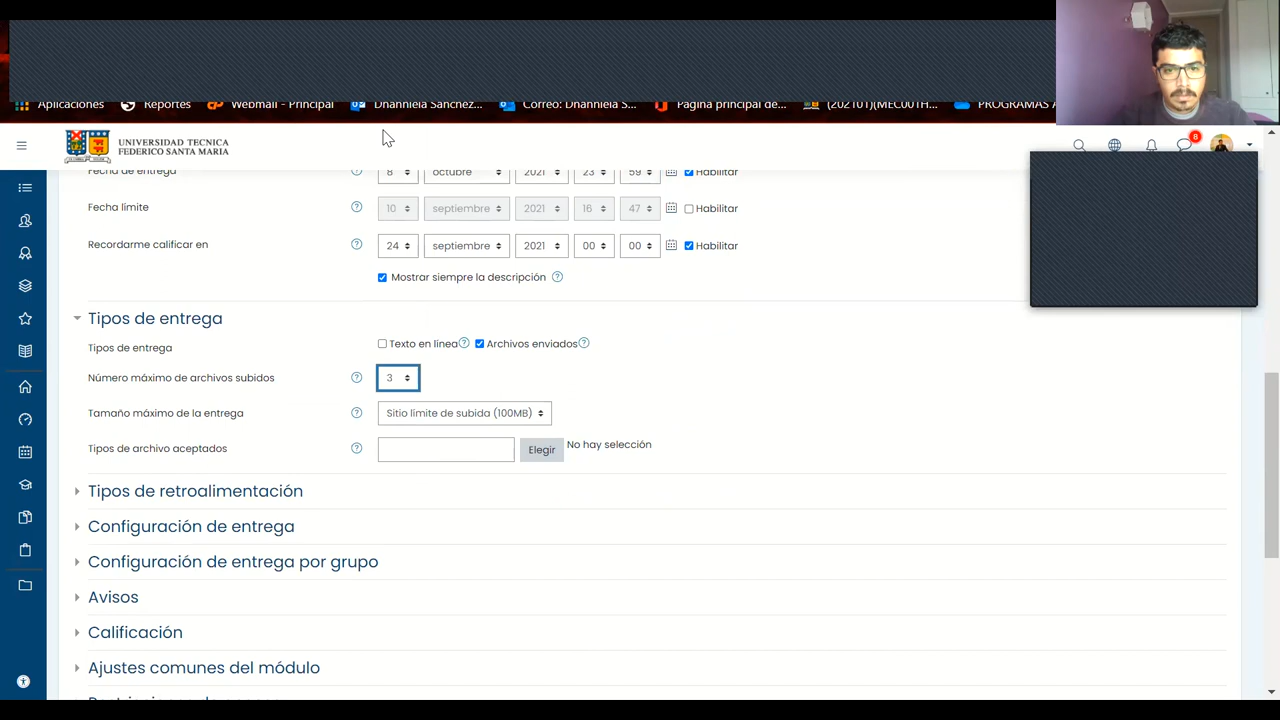 Aplicaciones Reportes Webmail - Principal Dhanniela Sánchez... Correo: Dhanniela S... Página principal de... (202101)(MEC001H... PROGRAMAS A
UNIVERSIDAD TECNICA
FEDERICO SANTA MARIA
8
Fecha de entrega 8 octubre 2021 23 59 Habilitar
Fecha límite 10 septiembre 2021 16 47 Habilitar
Recordarme calificar en 24 septiembre 2021 00 00 Habilitar
Mostrar siempre la descripción
Tipos de entrega
Tipos de entrega Texto en línea Archivos enviados
Número máximo de archivos subidos 3
Tamaño máximo de la entrega Sitio límite de subida (100MB)
Tipos de archivo aceptados Elegir No hay selección
Tipos de retroalimentación
Configuración de entrega
Configuración de entrega por grupo
Avisos
Calificación
Ajustes comunes del módulo